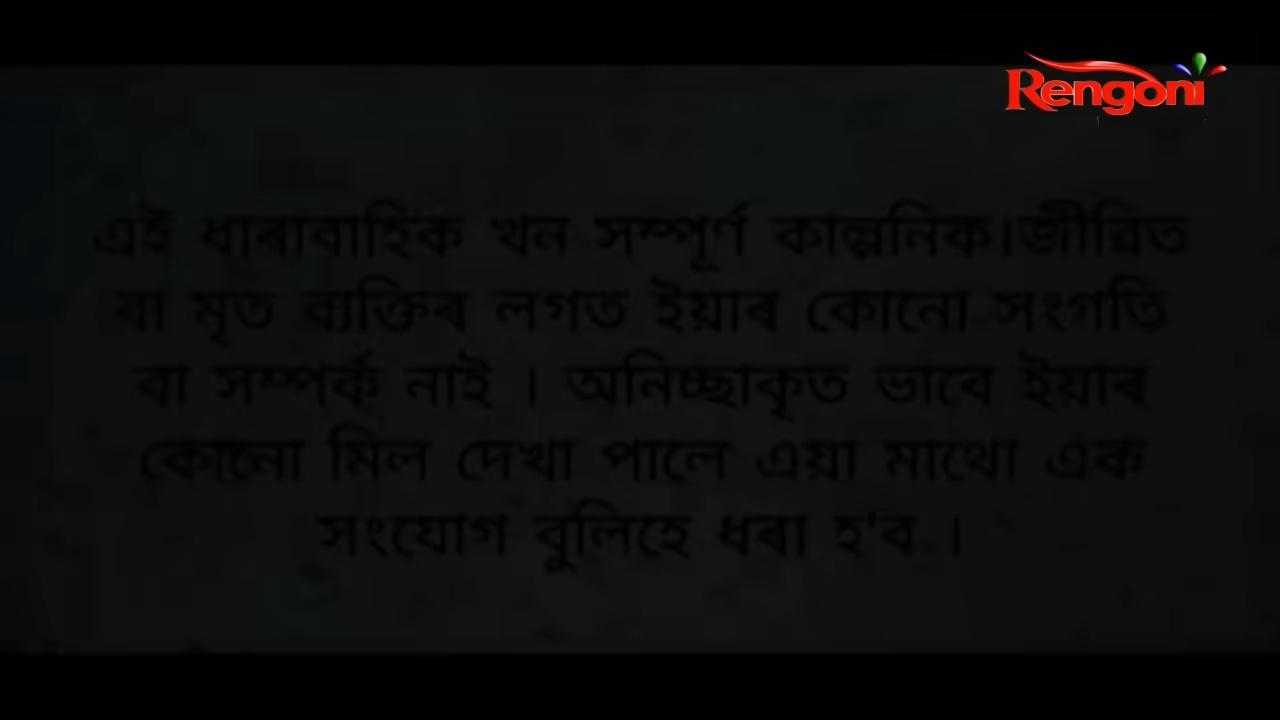 Rengoni
এই ধাৰাবাহিক খন সম্পূৰ্ণ কাল্পনিক।জীৱিত
বা মৃত ব্যক্তিৰ লগত ইয়াৰ কোনো সংগতি
বা সম্পৰ্ক নাই । অনিচ্ছাকৃত ভাবে ইয়াৰ
কোনো মিল দেখা পালে এয়া মাথো এক
সংযোগ বুলিহে ধৰা হ'ব ।